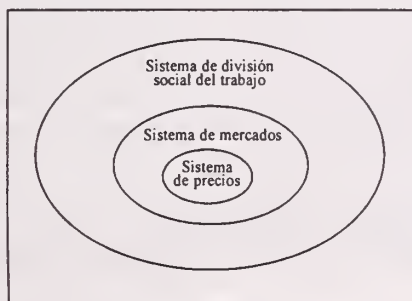 Sistema de división
social del trabajo
Sistema de mercados
Sistema
de precios